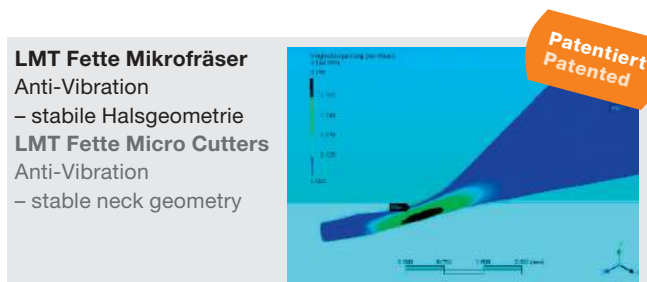 LMT Fette Mikrofräser
Anti-Vibration
– stabile Halsgeometrie
LMT Fette Micro Cutters
Anti-Vibration
– stable neck geometry
Patentiert
Patented